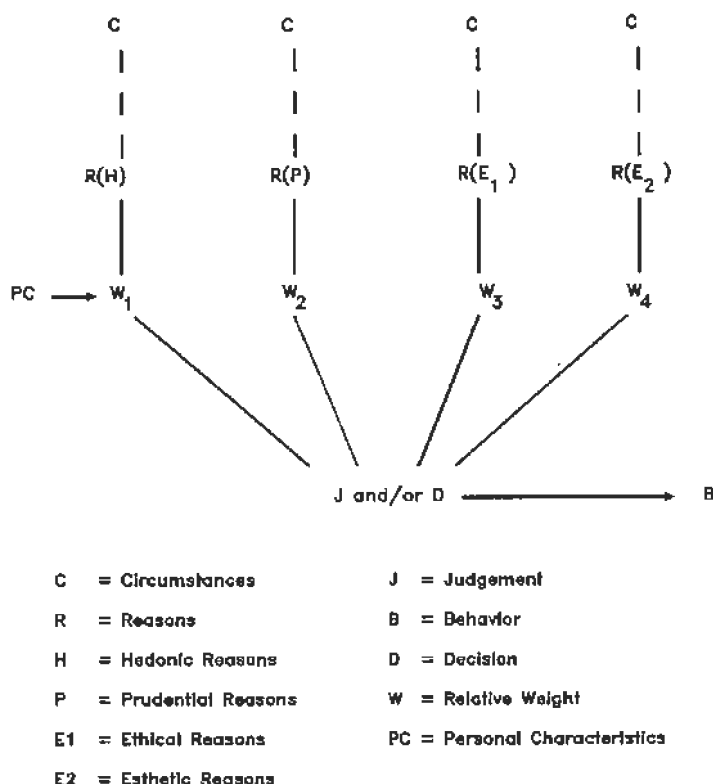 C C C C
R(H) R(P) R(E₁ ) R(E₂ )
PC W₁ W₂ W₃ W₄
J and/or D B
C = Circumstances J = Judgement
R = Reasons B = Behavior
H = Hedonic Reasons D = Decision
P = Prudential Reasons W = Relative Weight
E1 = Ethical Reasons PC = Personal Characteristics
E2 = Esthetic Reasons